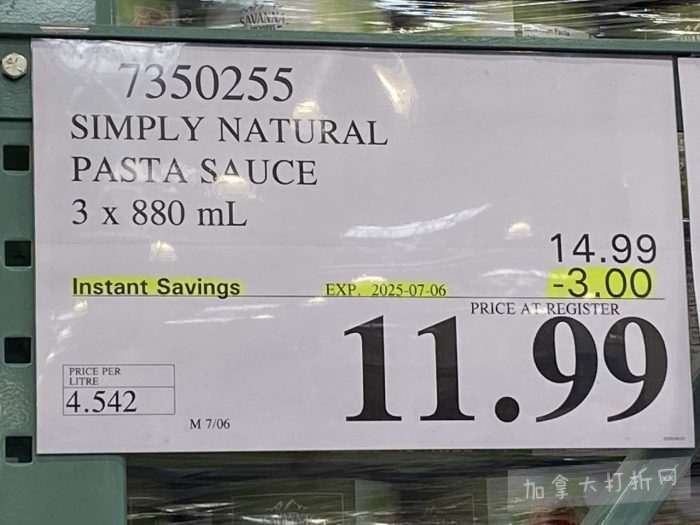 SAVANNA
7350255
SIMPLY NATURAL
PASTA SAUCE
3 x 880 mL
14.99
Instant Savings EXP. 2025-07-06 -3.00
PRICE AT REGISTER
11.99
PRICE PER
LITRE
4.542
M 7/06
加拿大打折网